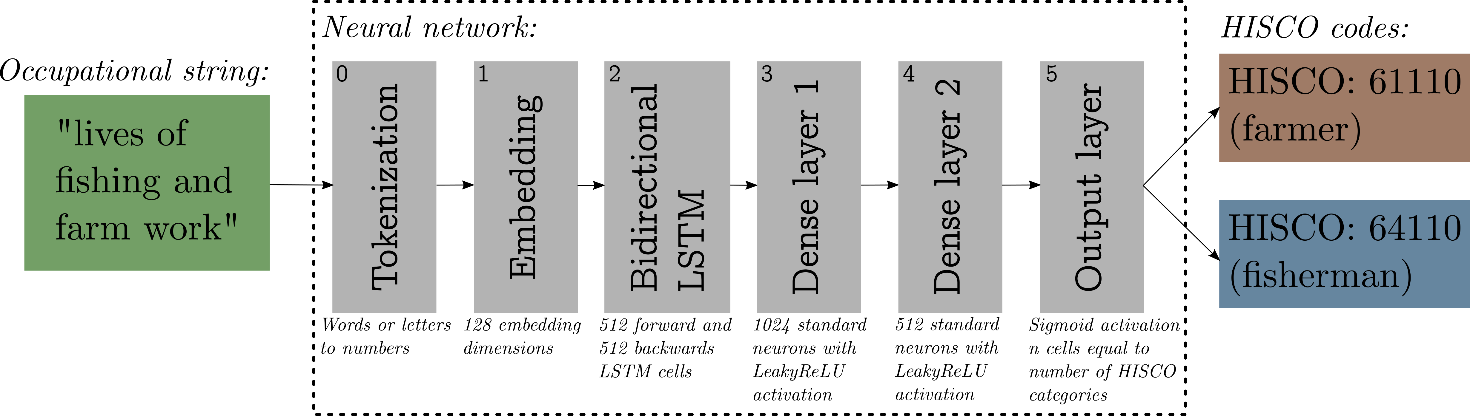 Occupational string:
"lives of
fishing and
farm work"
Neural network:
0
Tokenization
Words or letters
to numbers
1
Embedding
128 embedding
dimensions
2
Bidirectional
LSTM
512 forward and
512 backwards
LSTM cells
3
Dense layer 1
1024 standard
neurons with
LeakyReLU
activation
4
Dense layer 2
512 standard
neurons with
LeakyReLU
activation
5
Output layer
Sigmoid activation
n cells equal to
number of HISCO
categories
HISCO codes:
HISCO: 61110
(farmer)
HISCO: 64110
(fisherman)